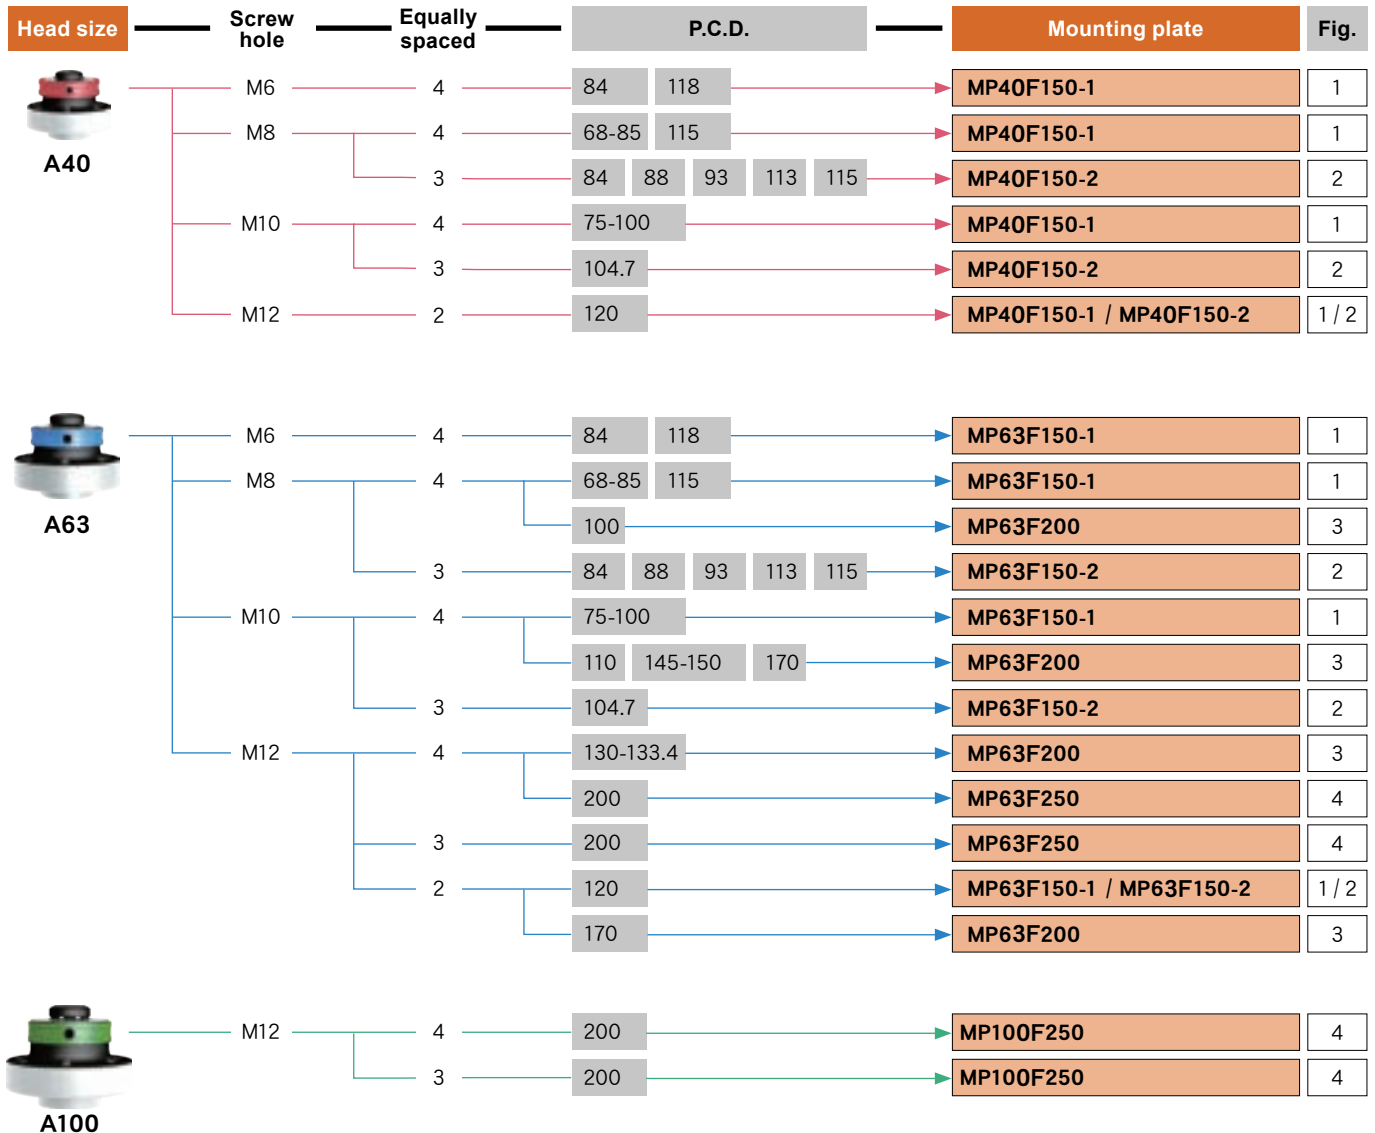 Head size Screw hole Equally spaced P.C.D. Mounting plate Fig.
M6 4 84 118 MP40F150-1 1
M8 4 68-85 115 MP40F150-1 1
A40
3 84 88 93 113 115 MP40F150-2 2
M10 4 75-100 MP40F150-1 1
3 104.7 MP40F150-2 2
M12 2 120 MP40F150-1 / MP40F150-2 1 / 2
M6 4 84 118 MP63F150-1 1
M8 4 68-85 115 MP63F150-1 1
A63
100 MP63F200 3
3 84 88 93 113 115 MP63F150-2 2
M10 4 75-100 MP63F150-1 1
110 145-150 170 MP63F200 3
3 104.7 MP63F150-2 2
M12 4 130-133.4 MP63F200 3
200 MP63F250 4
3 200 MP63F250 4
2 120 MP63F150-1 / MP63F150-2 1 / 2
170 MP63F200 3
M12 4 200 MP100F250 4
3 200 MP100F250 4
A100